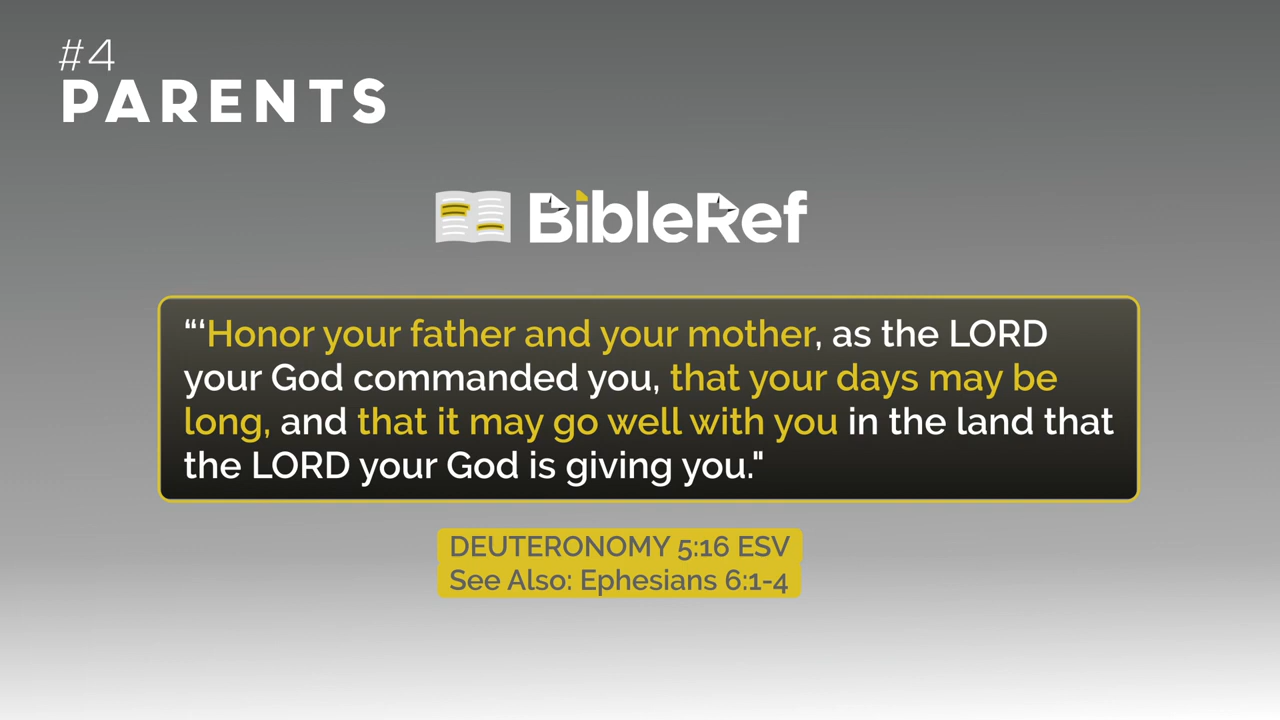 #4
PARENTS
BibleRef
“‘Honor your father and your mother, as the LORD
your God commanded you, that your days may be
long, and that it may go well with you in the land that
the LORD your God is giving you."
DEUTERONOMY 5:16 ESV
See Also: Ephesians 6:1-4